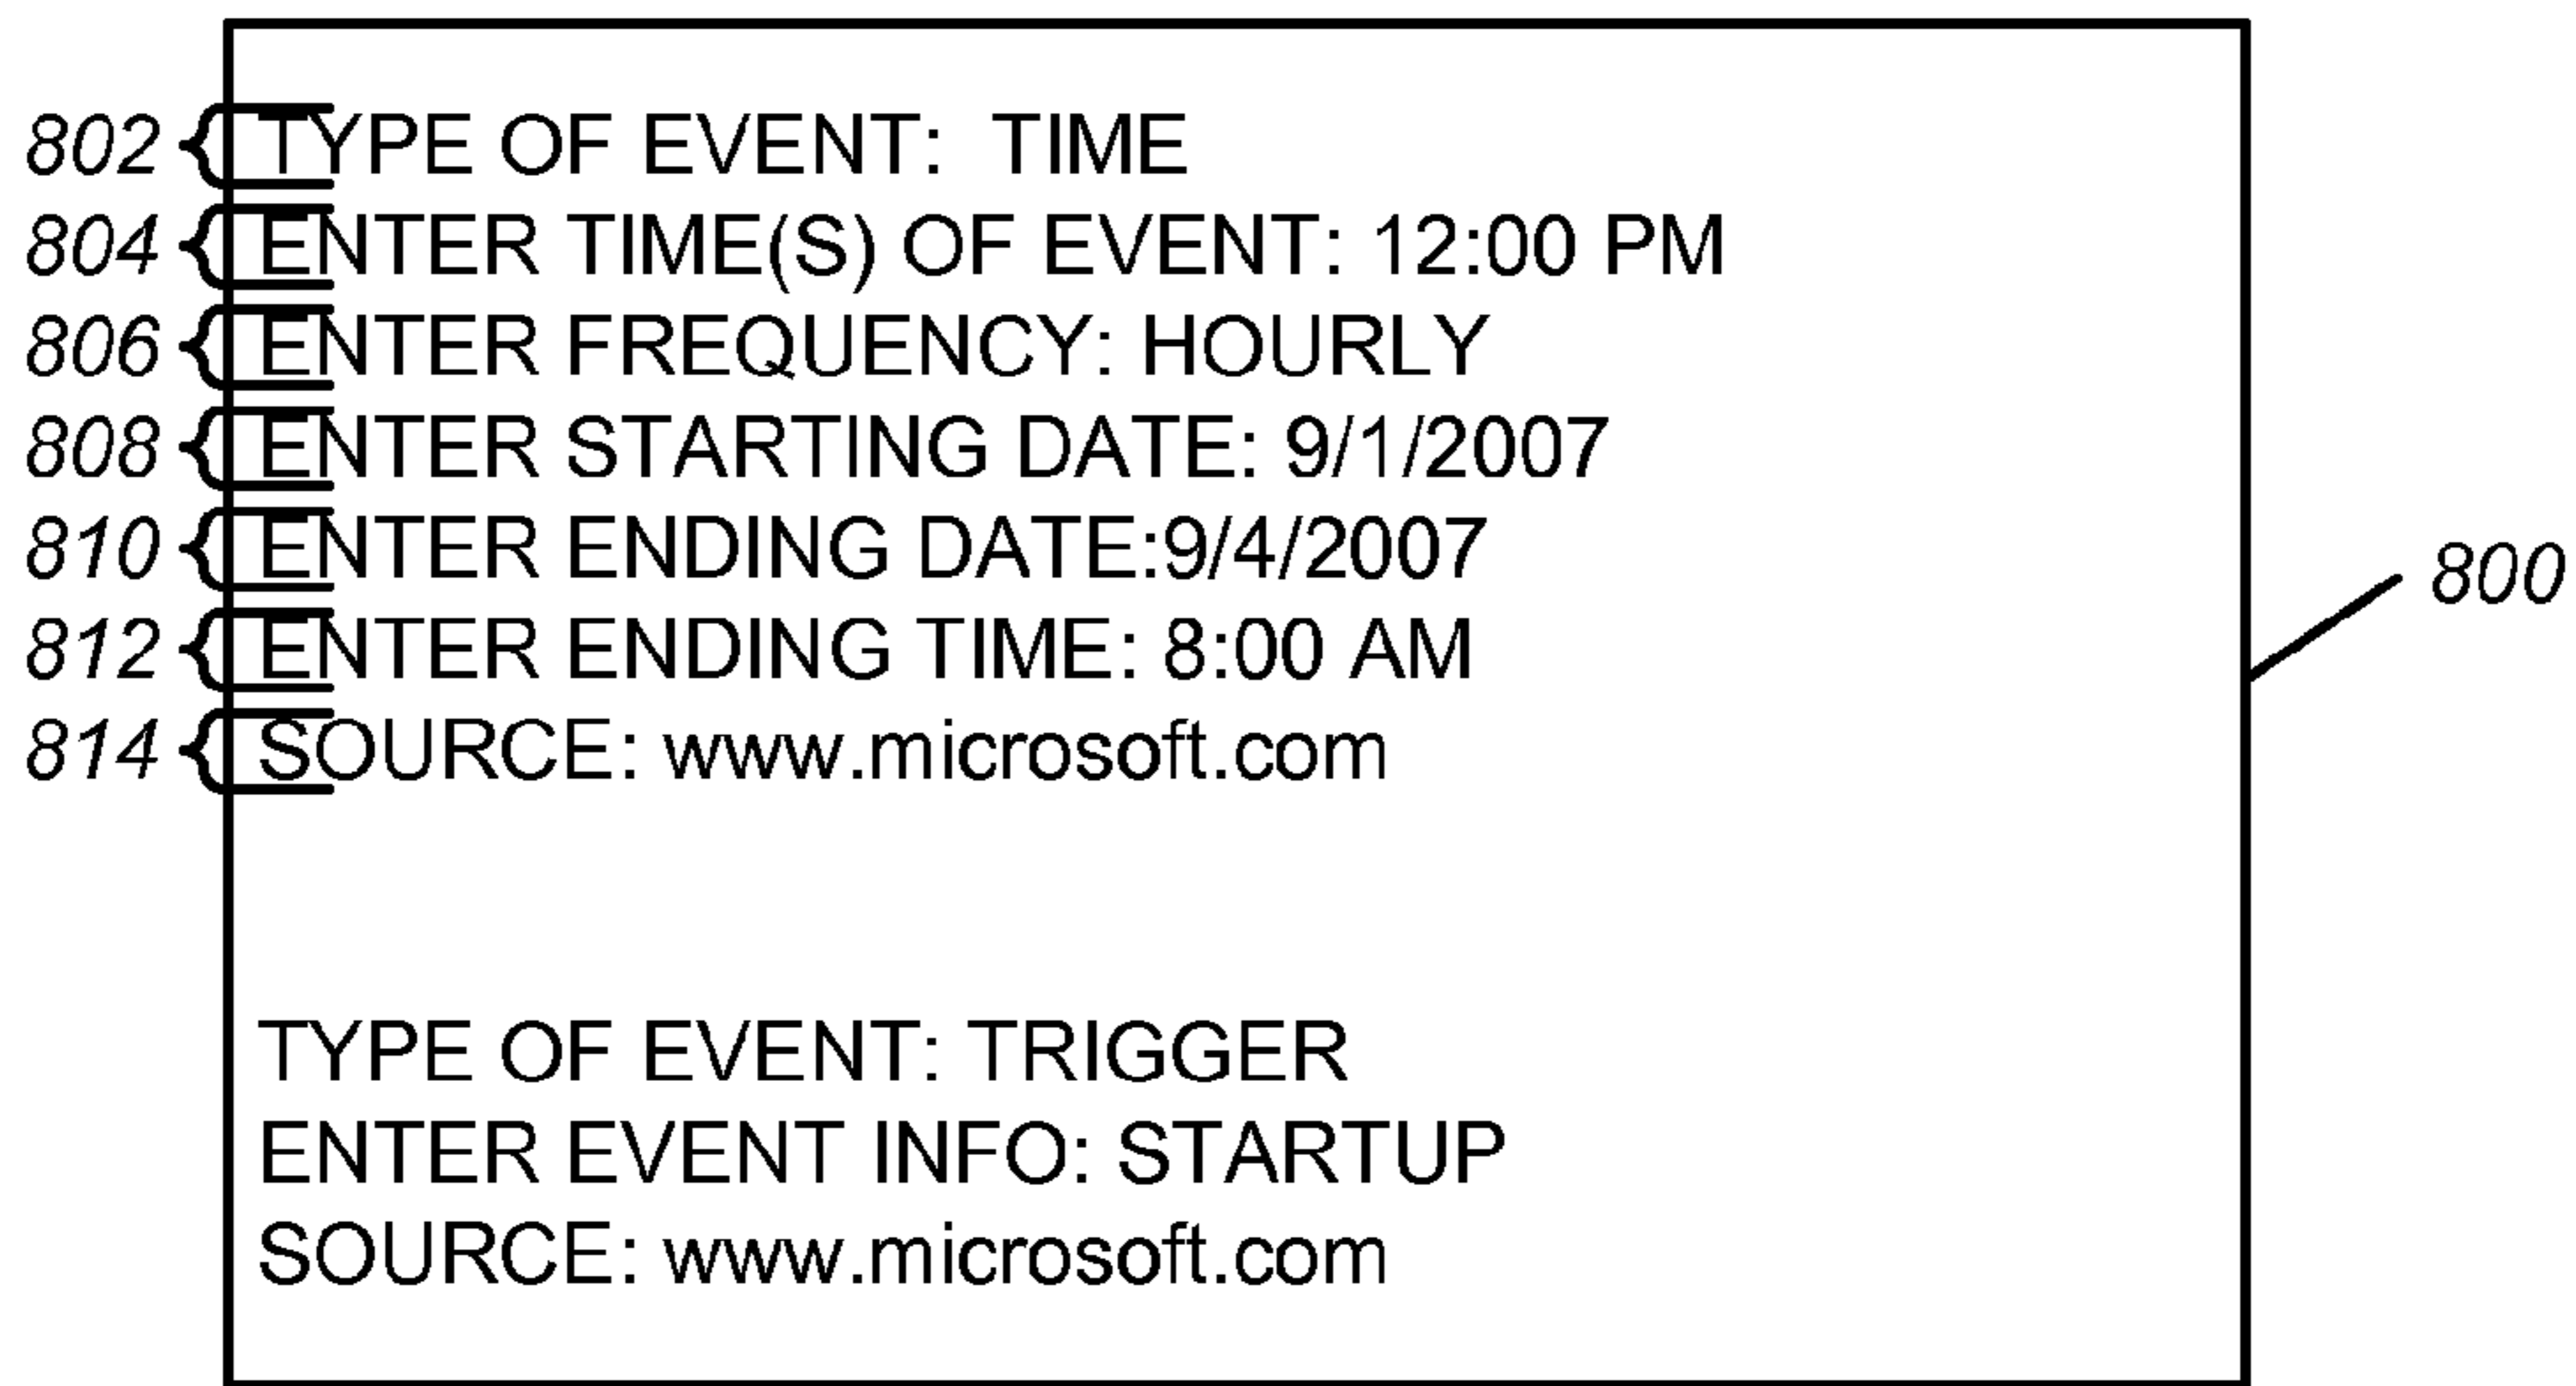 802 TYPE OF EVENT: TIME
804 ENTER TIME(S) OF EVENT: 12:00 PM
806 ENTER FREQUENCY: HOURLY
808 ENTER STARTING DATE: 9/1/2007
810 ENTER ENDING DATE:9/4/2007
800
812 ENTER ENDING TIME: 8:00 AM
814 SOURCE: www.microsoft.com
TYPE OF EVENT: TRIGGER
ENTER EVENT INFO: STARTUP
SOURCE: www.microsoft.com